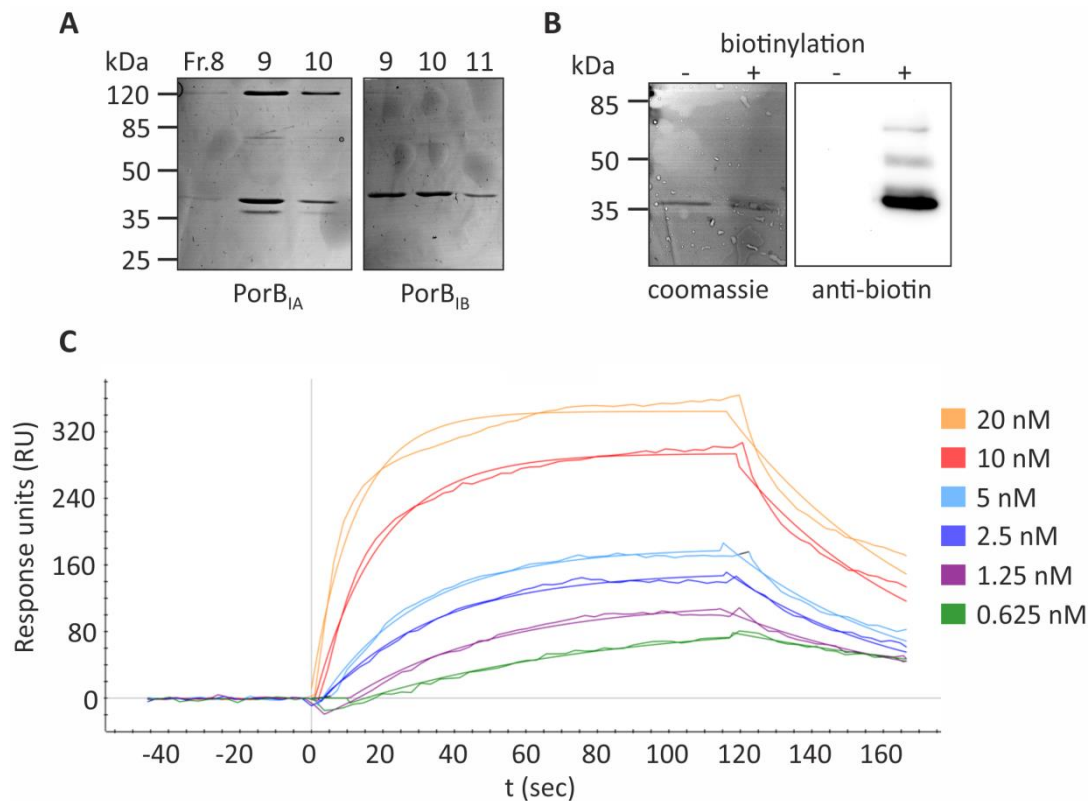 A
kDa
Fr.8 9 10
9 10 11
120
85
50
35
25
PorB_IA
PorB_IB
B
biotinylation
kDa
- +
- +
85
50
35
coomassie
anti-biotin
C
Response units (RU)
320
240
160
80
0
-40 -20 0 20 40 60 80 100 120 140 160
t (sec)
20 nM
10 nM
5 nM
2.5 nM
1.25 nM
0.625 nM